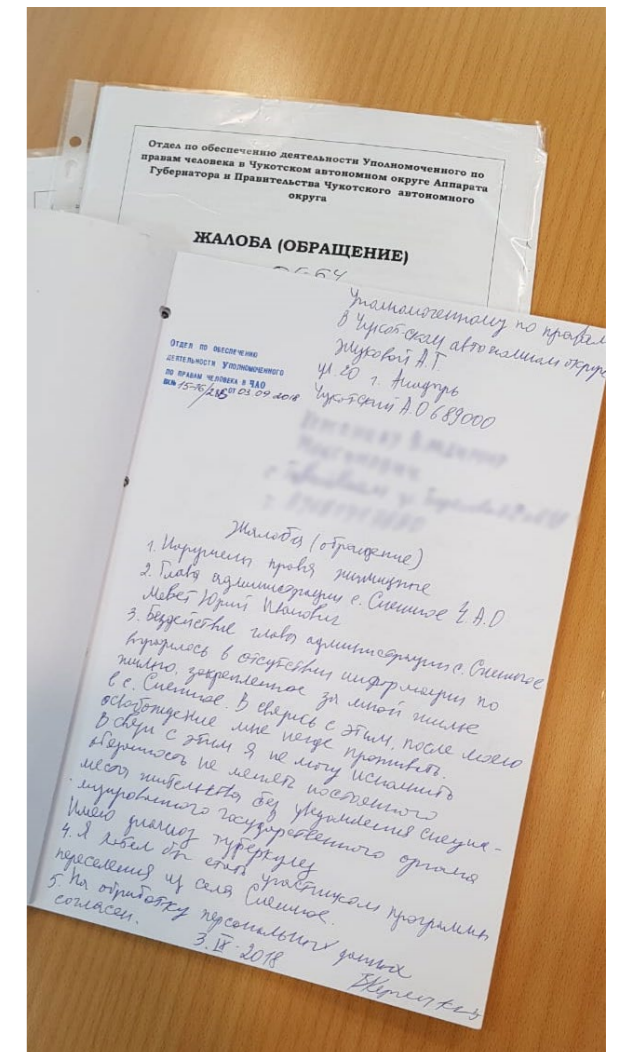 Отдел по обеспечению деятельности Уполномоченного по
правам человека в Чукотском автономном округе Аппарата
Губернатора и Правительства Чукотского автономного
округа
ЖАЛОБА (ОБРАЩЕНИЕ)
Уполномоченному по правам
в Чукотском автономном округе
Жуковой А.Г.
ул 20 г. Анадырь
Чукотский А.О 689000
ОТДЕЛ ПО ОБЕСПЕЧЕНИЮ
ДЕЯТЕЛЬНОСТИ УПОЛНОМОЧЕННОГО
ПО ПРАВАМ ЧЕЛОВЕКА В ЧАО
ВХ№ 15-16/ ОТ 03.09 2018
Жалоба (обращение)
1. Нарушены права жилищные
2. Глава администрации с. Снежное Ч.А.О
Мевет Юрий Иванович
3. Бездействие главы администрации с. Снежное
выразилось в отсутствии информации по
жилью, закрепленное за мной жилье
в с. Снежное. В связи с этим, после моего
освобождение мне негде проживать.
В связи с этим я не могу исполнить
обязанность не менять постоянного
места жительства без уведомления специа-
лизированного государственного органа
Имею диагноз туберкулез
4. Я хотел бы стать участником программы
переселения из села Снежное.
5. На обработку персональных данных
согласен.
3. IX - 2018